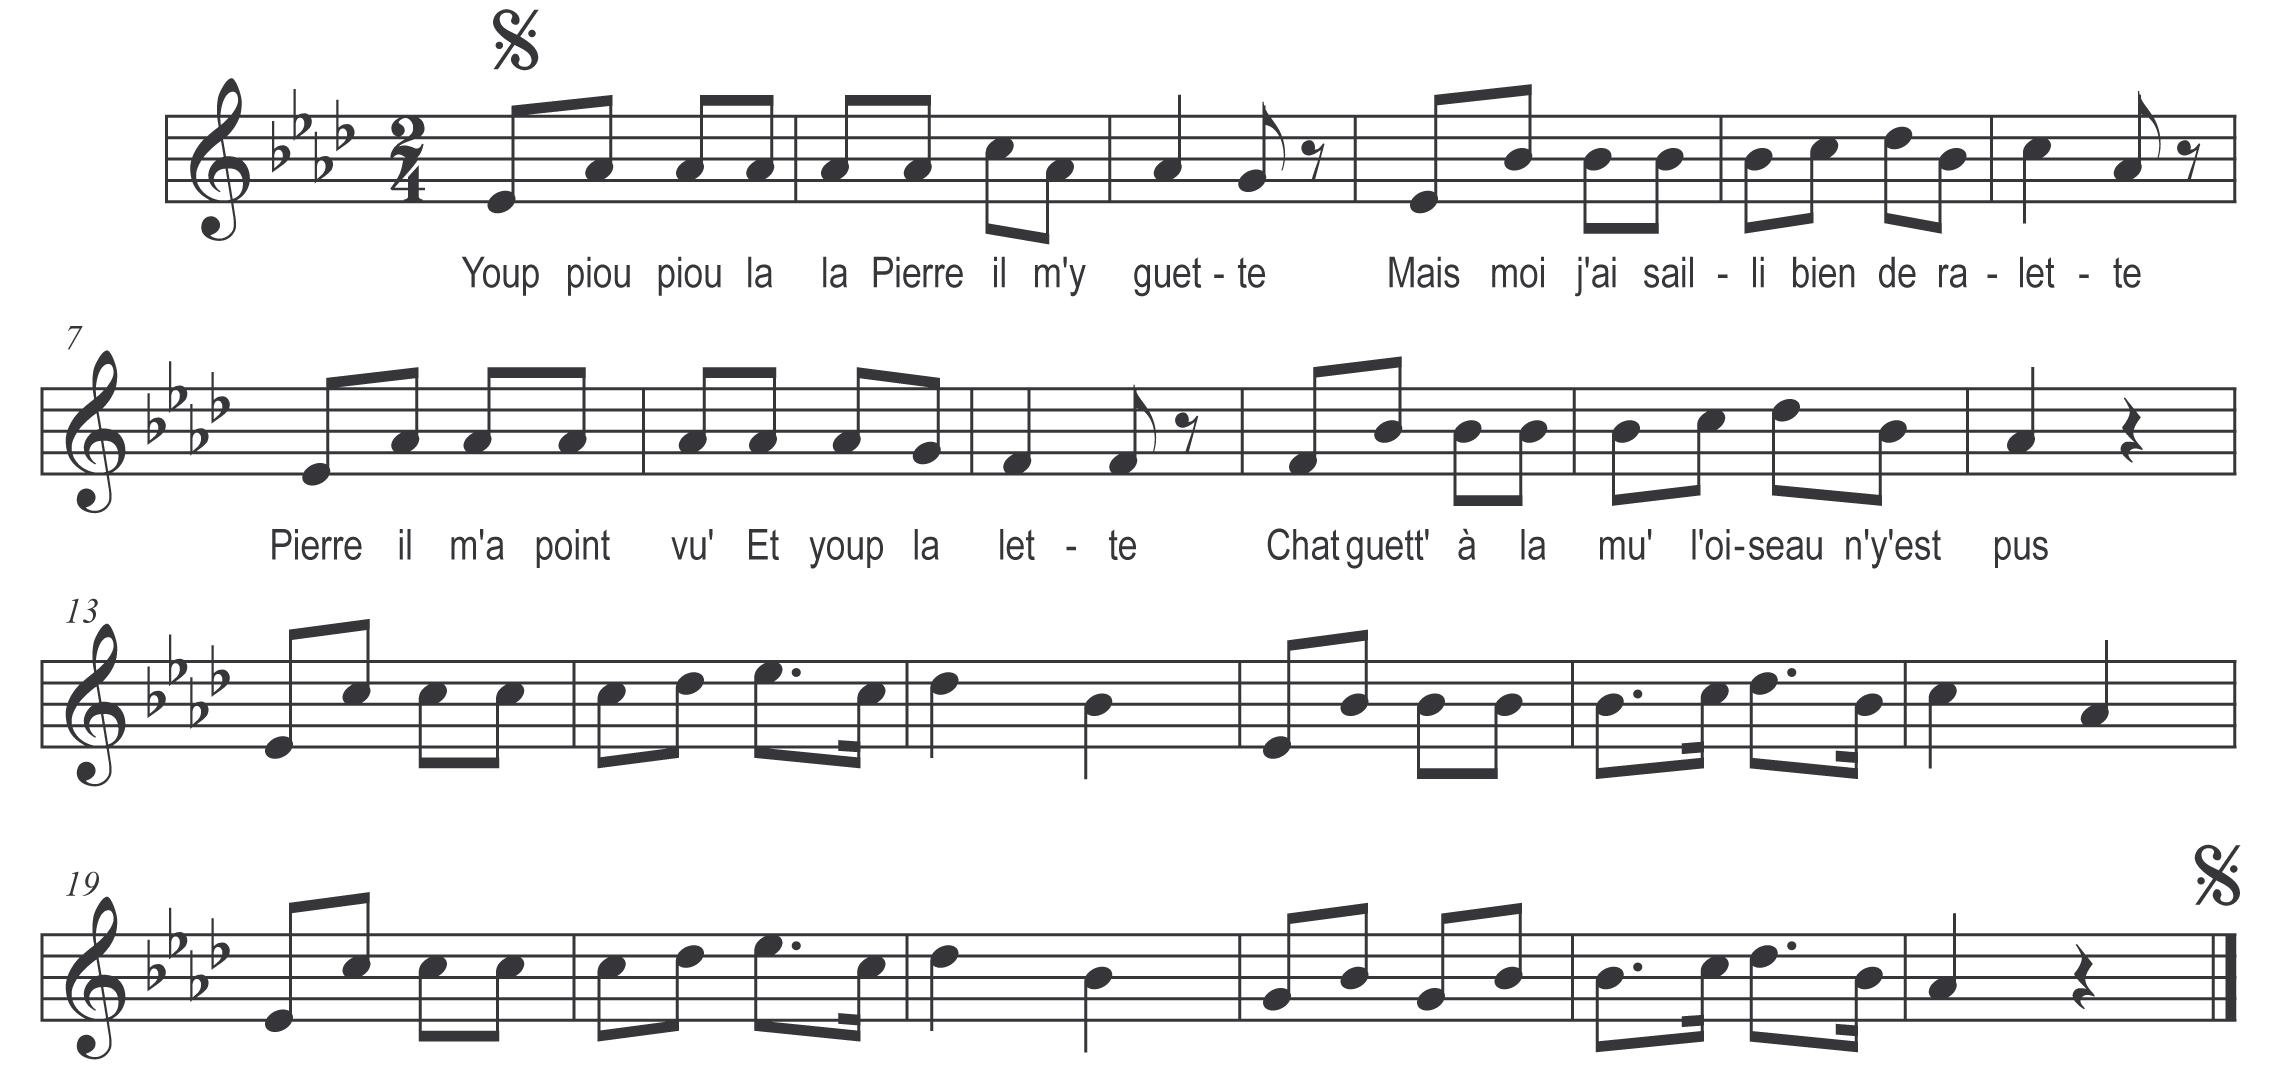 Youp piou piou la la Pierre il m'y guet - te Mais moi j'ai sail - li bien de ra - let - te
7
Pierre il m'a point vu' Et youp la let - te Chat guett' à la mu' l'oi-seau n'y'est pus
13
19